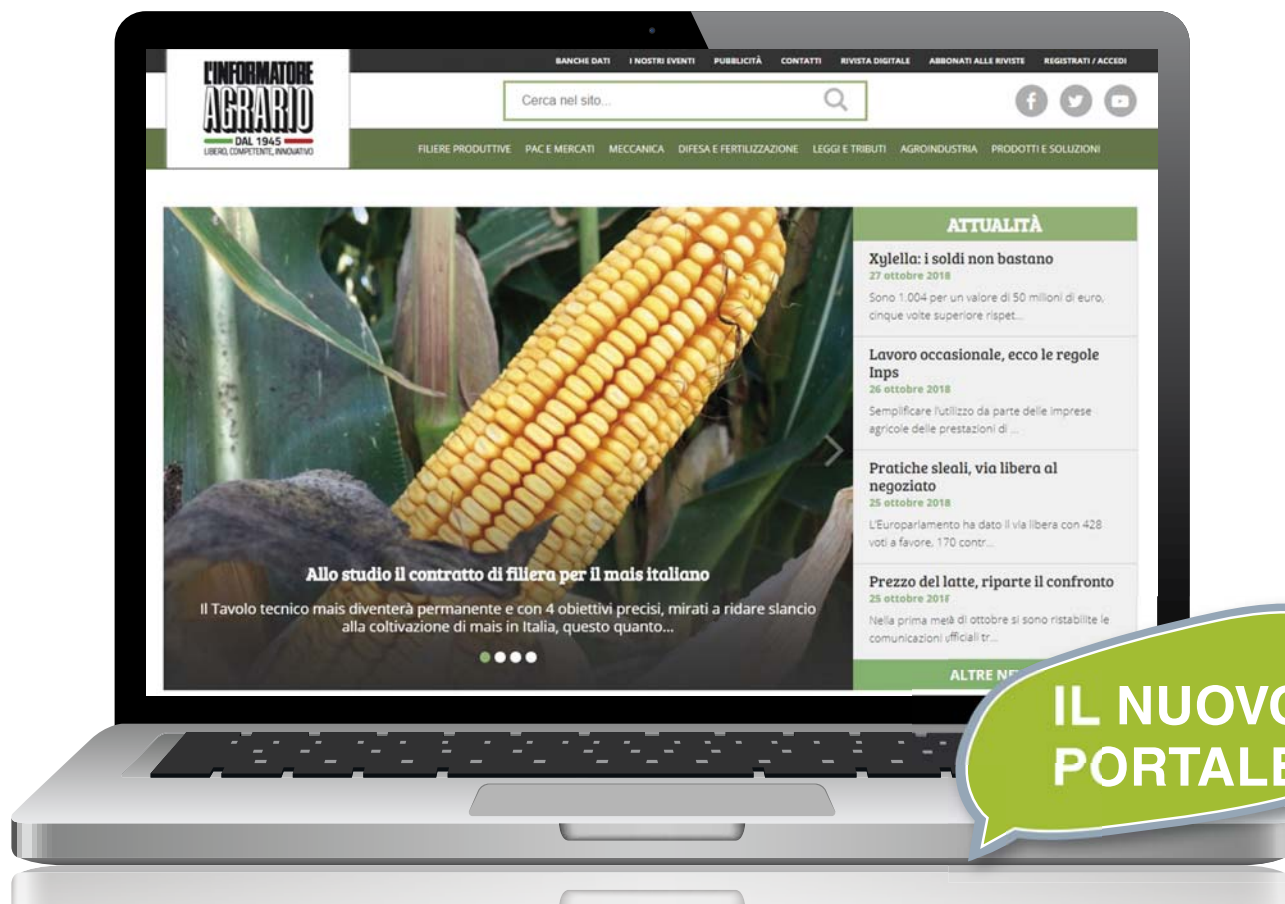 L'INFORMATORE
AGRARIO
DAL 1945
LIBERO, COMPETENTE, INNOVATIVO
BANCHE DATI I NOSTRI EVENTI PUBBLICITÀ CONTATTI RIVISTA DIGITALE ABBONATI ALLE RIVISTE REGISTRATI / ACCEDI
Cerca nel sito...
FILIERE PRODUTTIVE PAC E MERCATI MECCANICA DIFESA E FERTILIZZAZIONE LEGGI E TRIBUTI AGROINDUSTRIA PRODOTTI E SOLUZIONI
Allo studio il contratto di filiera per il mais italiano
Il Tavolo tecnico mais diventerà permanente e con 4 obiettivi precisi, mirati a ridare slancio
alla coltivazione di mais in Italia, questo quanto...
ATTUALITÀ
Xylella: i soldi non bastano
27 ottobre 2018
Sono 1.004 per un valore di 50 milioni di euro,
cinque volte superiore rispet...
Lavoro occasionale, ecco le regole
Inps
26 ottobre 2018
Semplificare l'utilizzo da parte delle imprese
agricole delle prestazioni di ...
Pratiche sleali, via libera al
negoziato
25 ottobre 2018
L'Europarlamento ha dato il via libera con 428
voti a favore, 170 contr...
Prezzo del latte, riparte il confronto
25 ottobre 2018
Nella prima metà di ottobre si sono ristabilite le
comunicazioni ufficiali tr...
ALTRE
IL NUOVO
PORTALE